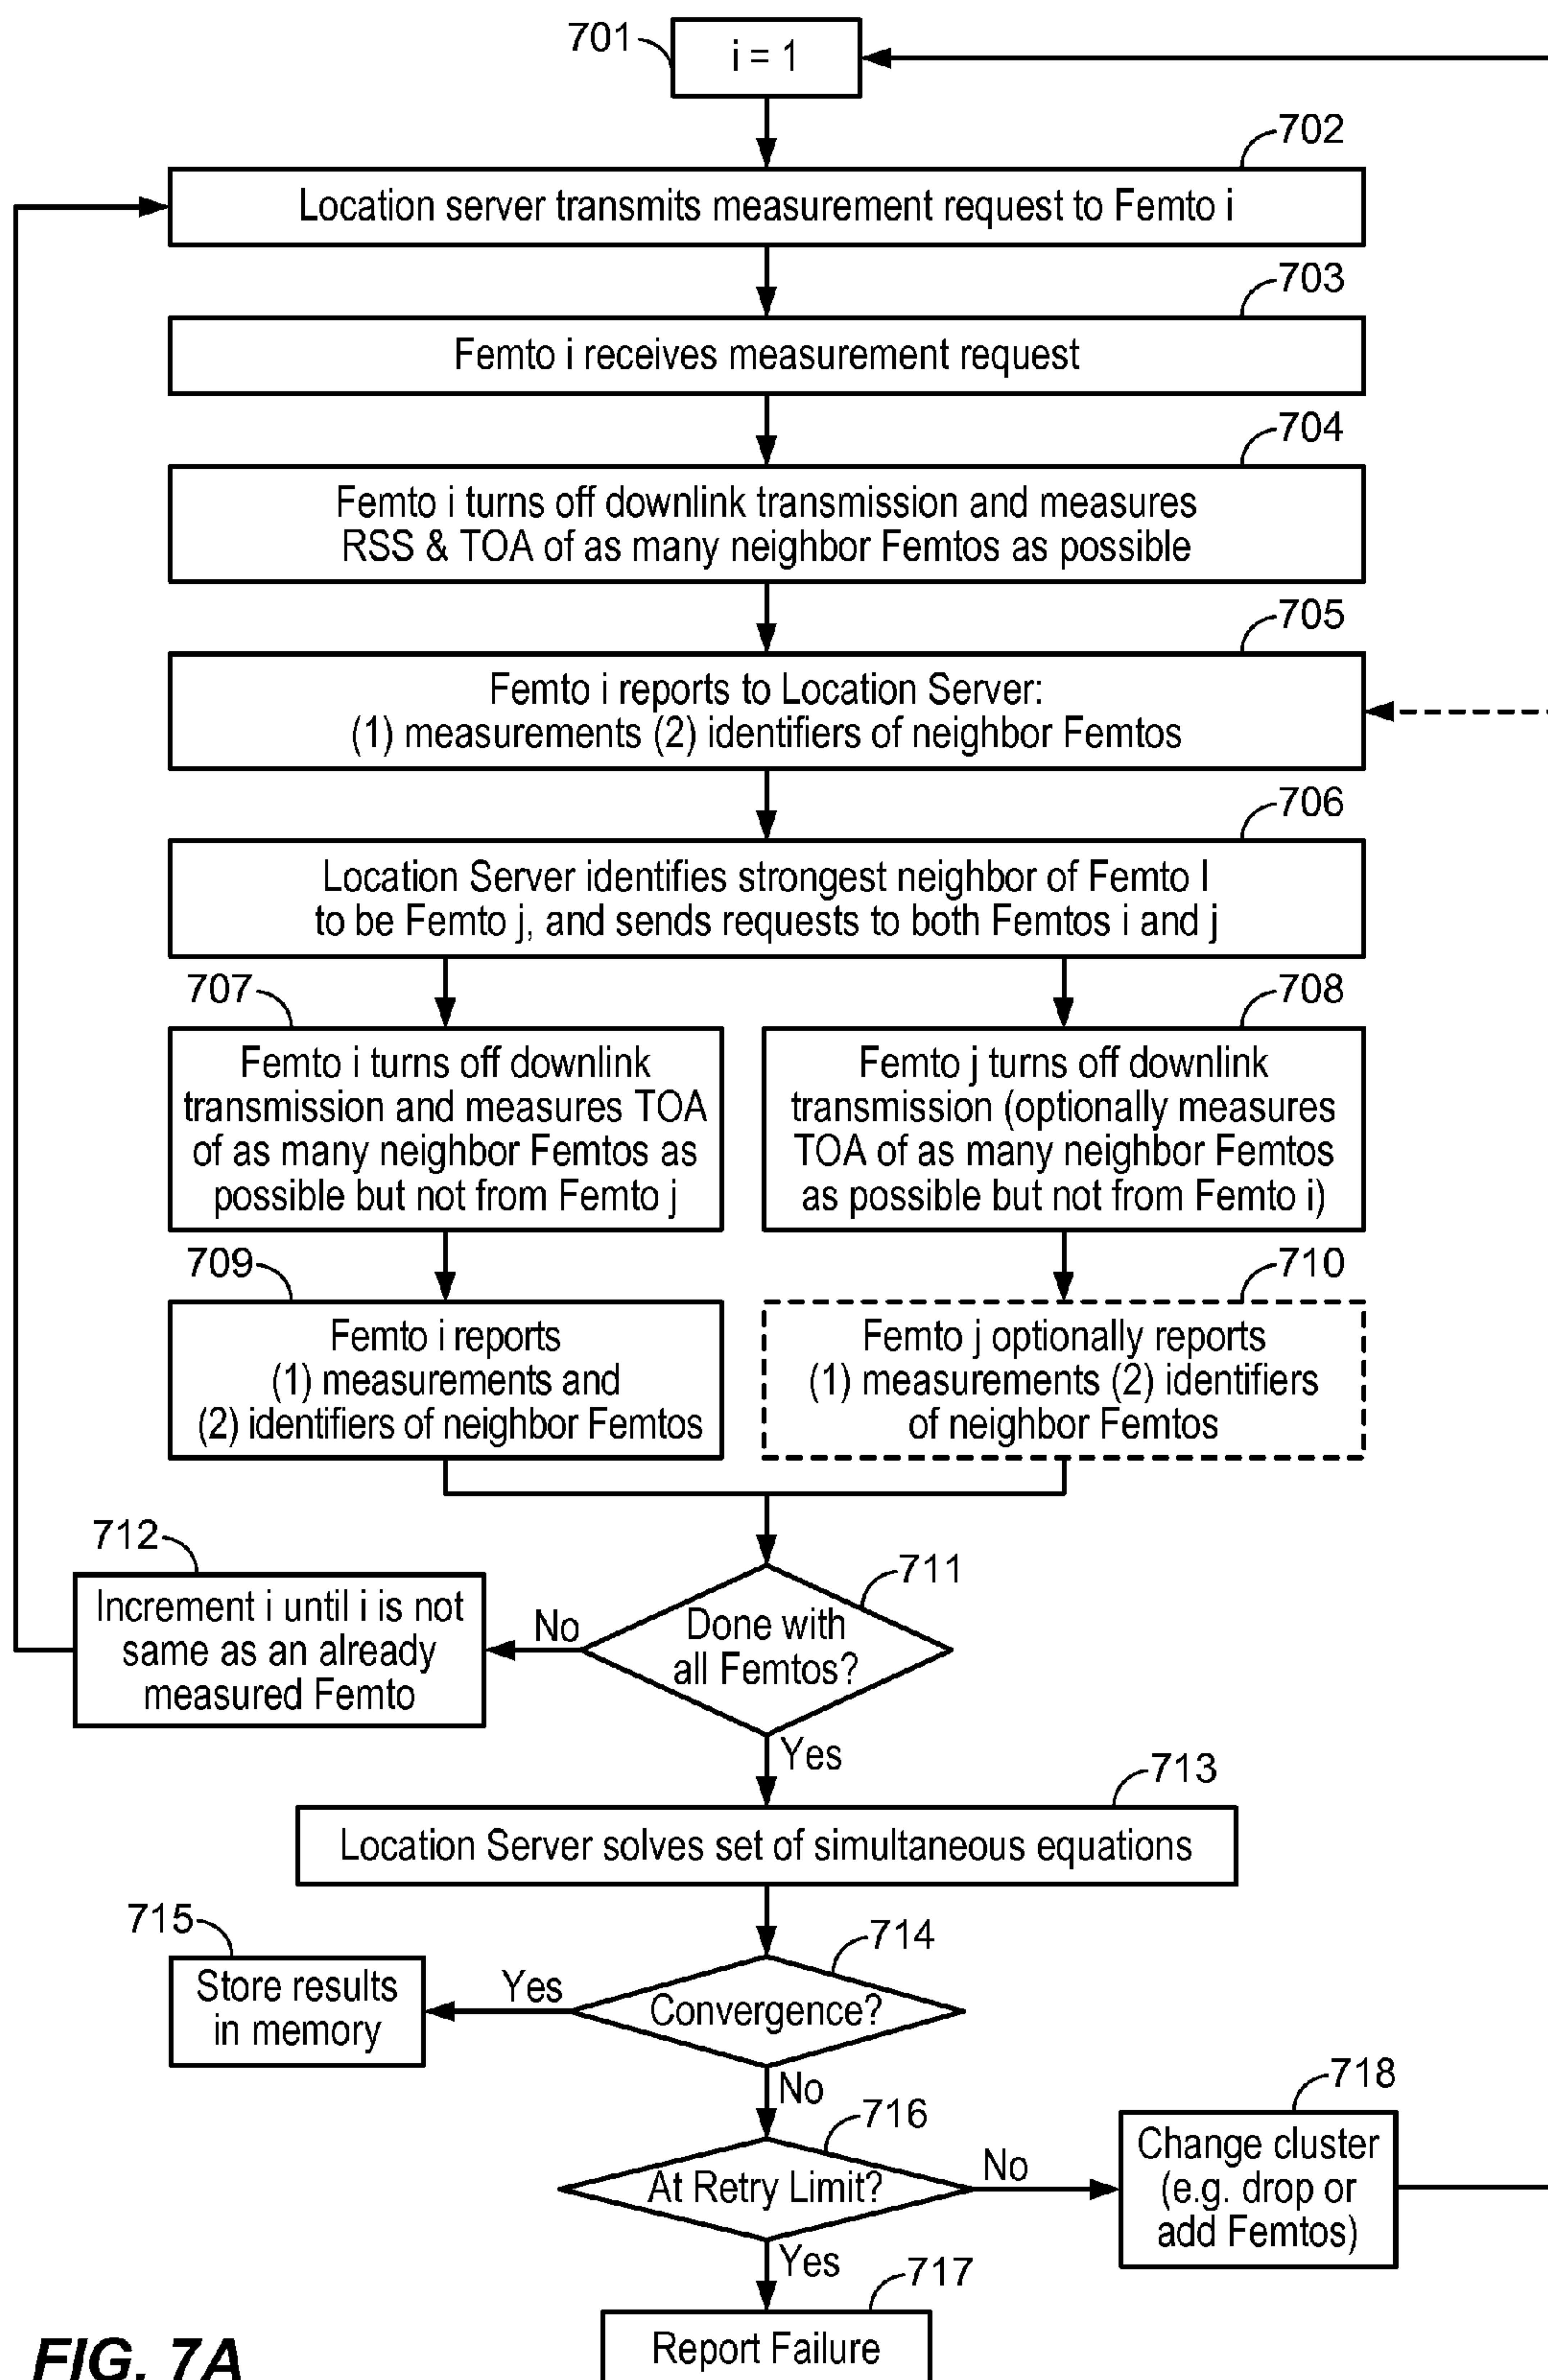 701
i = 1
702
Location server transmits measurement request to Femto i
703
Femto i receives measurement request
704
Femto i turns off downlink transmission and measures
RSS & TOA of as many neighbor Femtos as possible
705
Femto i reports to Location Server:
(1) measurements (2) identifiers of neighbor Femtos
706
Location Server identifies strongest neighbor of Femto I
to be Femto j, and sends requests to both Femtos i and j
707
Femto i turns off downlink
transmission and measures TOA
of as many neighbor Femtos as
possible but not from Femto j
708
Femto j turns off downlink
transmission (optionally measures
TOA of as many neighbor Femtos
as possible but not from Femto i)
709
Femto i reports
(1) measurements and
(2) identifiers of neighbor Femtos
710
Femto j optionally reports
(1) measurements (2) identifiers
of neighbor Femtos
711
Done with
all Femtos?
No
712
Increment i until i is not
same as an already
measured Femto
Yes
713
Location Server solves set of simultaneous equations
714
Convergence?
Yes
715
Store results
in memory
No
716
At Retry Limit?
No
718
Change cluster
(e.g. drop or
add Femtos)
Yes
717
Report Failure
FIG. 7A